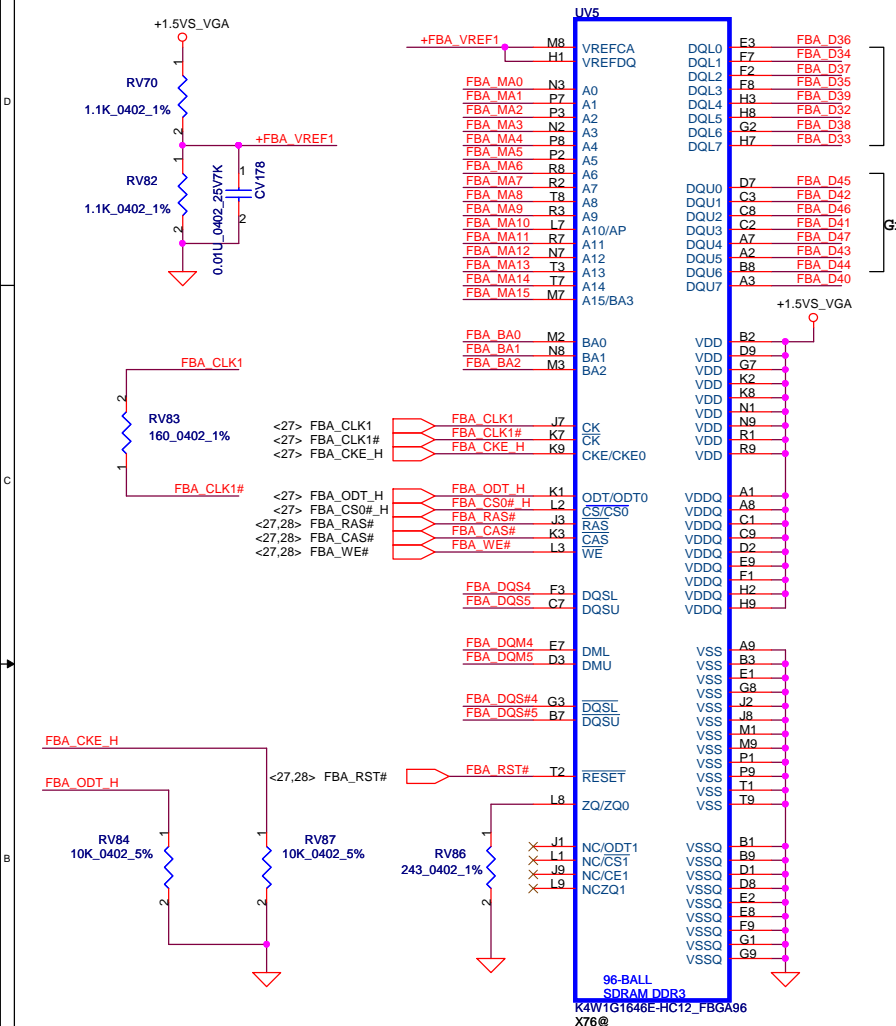 +1.5VS_VGA
RV70
1.1K_0402_1%
1
2
+FBA_VREF1
RV82
1.1K_0402_1%
1
2
0.01U_0402_25V7K
CV178
1
2
D
C
B
FBA_CLK1
2
RV83
160_0402_1%
1
FBA_CLK1#
<27> FBA_CLK1
<27> FBA_CLK1#
<27> FBA_CKE_H
<27> FBA_ODT_H
<27> FBA_CS0#_H
<27,28> FBA_RAS#
<27,28> FBA_CAS#
<27,28> FBA_WE#
<27,28> FBA_RST#
FBA_CKE_H
FBA_ODT_H
RV84
10K_0402_5%
1
2
RV87
10K_0402_5%
1
2
RV86
243_0402_1%
1
2
UV5
+FBA_VREF1 M8 VREFCA
H1 VREFDQ
FBA_MA0 N3 A0
FBA_MA1 P7 A1
FBA_MA2 P3 A2
FBA_MA3 N2 A3
FBA_MA4 P8 A4
FBA_MA5 P2 A5
FBA_MA6 R8 A6
FBA_MA7 R2 A7
FBA_MA8 T8 A8
FBA_MA9 R3 A9
FBA_MA10 L7 A10/AP
FBA_MA11 R7 A11
FBA_MA12 N7 A12
FBA_MA13 T3 A13
FBA_MA14 T7 A14
FBA_MA15 M7 A15/BA3
FBA_BA0 M2 BA0
FBA_BA1 N8 BA1
FBA_BA2 M3 BA2
FBA_CLK1 J7 CK
FBA_CLK1# K7 CK
FBA_CKE_H K9 CKE/CKE0
FBA_ODT_H K1 ODT/ODT0
FBA_CS0#_H L2 CS/CS0
FBA_RAS# J3 RAS
FBA_CAS# K3 CAS
FBA_WE# L3 WE
FBA_DQS4 F3 DQSL
FBA_DQS5 C7 DQSU
FBA_DQM4 E7 DML
FBA_DQM5 D3 DMU
FBA_DQS#4 G3 DQSL
FBA_DQS#5 B7 DQSU
FBA_RST# T2 RESET
L8 ZQ/ZQ0
J1 NC/ODT1
L1 NC/CS1
J9 NC/CE1
L9 NCZQ1
DQL0 E3 FBA_D36
DQL1 F7 FBA_D34
DQL2 F2 FBA_D37
DQL3 F8 FBA_D35
DQL4 H3 FBA_D39
DQL5 H8 FBA_D32
DQL6 G2 FBA_D38
DQL7 H7 FBA_D33
DQU0 D7 FBA_D45
DQU1 C3 FBA_D42
DQU2 C8 FBA_D46
DQU3 C2 FBA_D41
DQU4 A7 FBA_D47
DQU5 A2 FBA_D43
DQU6 B8 FBA_D44
DQU7 A3 FBA_D40
+1.5VS_VGA
VDD B2
VDD D9
VDD G7
VDD K2
VDD K8
VDD N1
VDD N9
VDD R1
VDD R9
VDDQ A1
VDDQ A8
VDDQ C1
VDDQ C9
VDDQ D2
VDDQ E9
VDDQ F1
VDDQ H2
VDDQ H9
VSS A9
VSS B3
VSS E1
VSS G8
VSS J2
VSS J8
VSS M1
VSS M9
VSS P1
VSS P9
VSS T1
VSS T9
VSSQ B1
VSSQ B9
VSSQ D1
VSSQ D8
VSSQ E2
VSSQ E8
VSSQ F9
VSSQ G1
VSSQ G9
96-BALL
SDRAM DDR3
K4W1G1646E-HC12_FBGA96
X76@